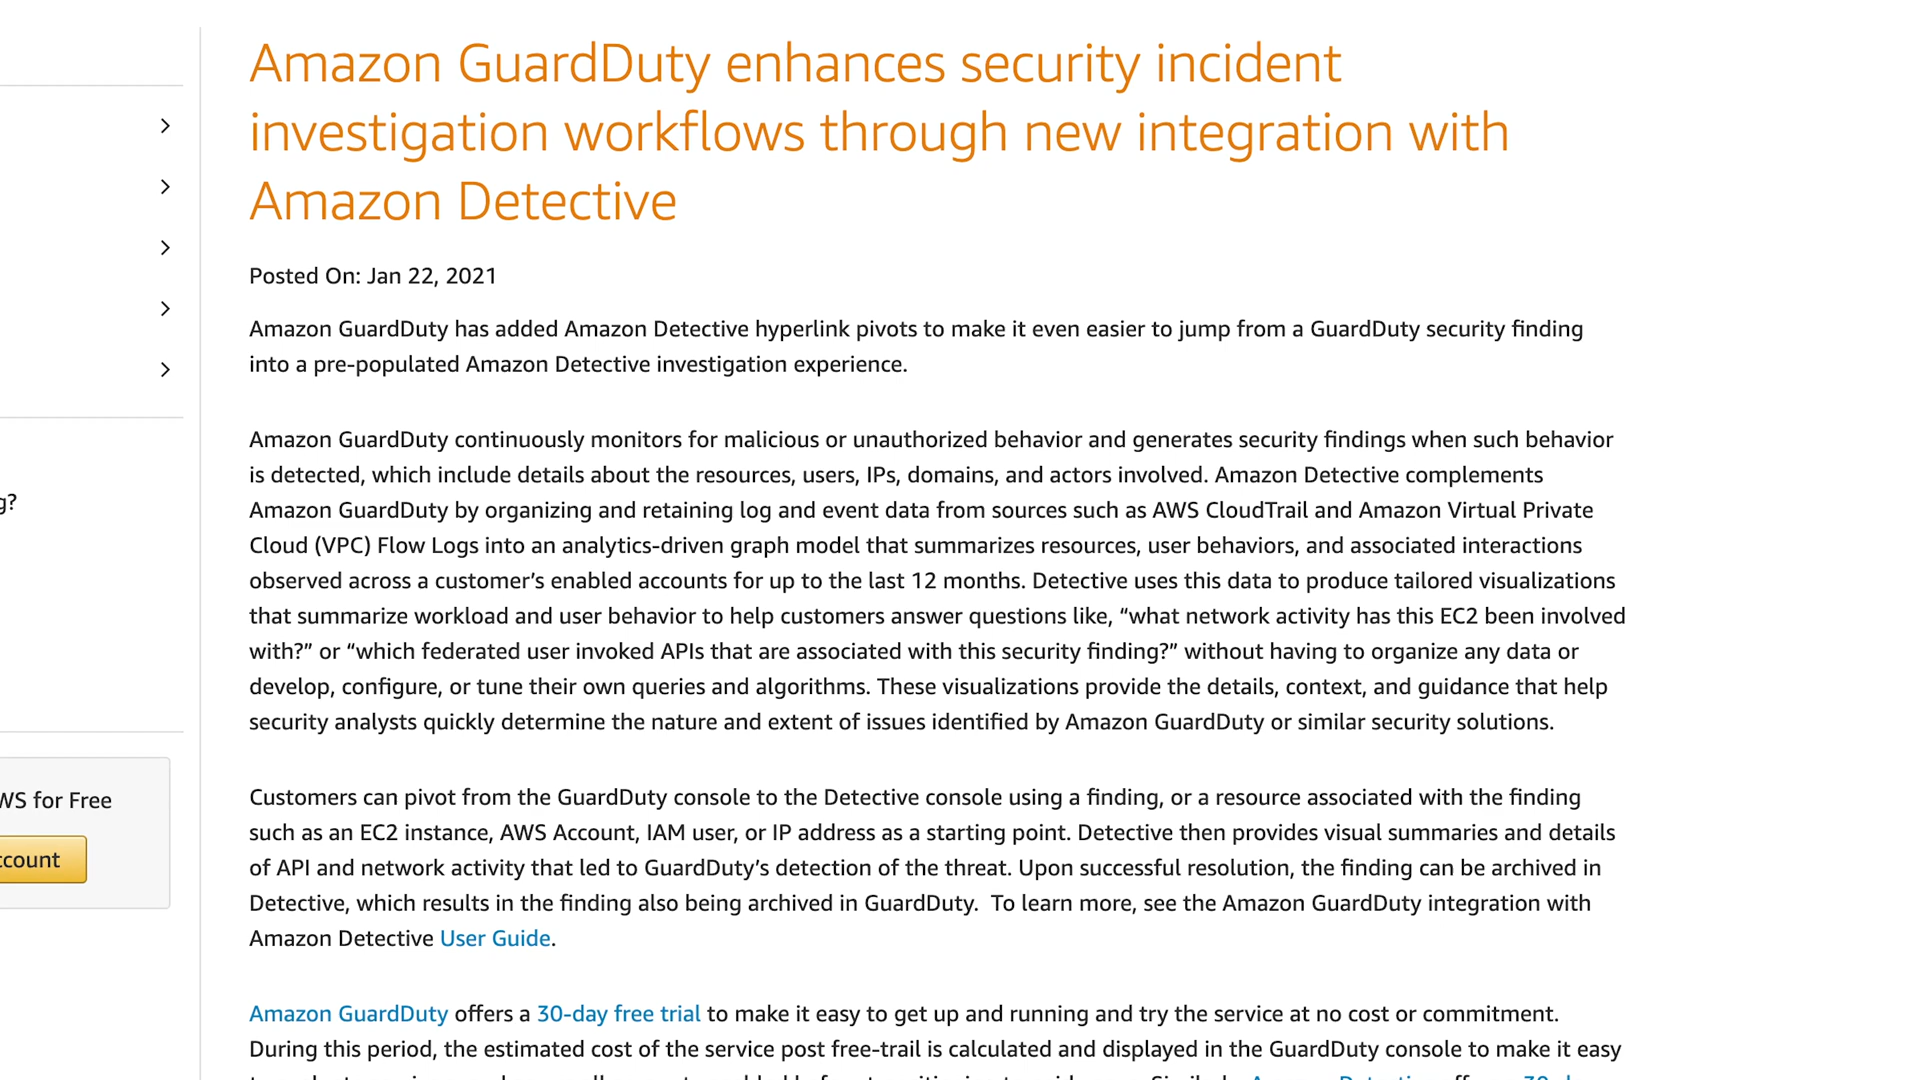 Amazon GuardDuty enhances security incident
investigation workflows through new integration with
Amazon Detective
Posted On: Jan 22, 2021
Amazon GuardDuty has added Amazon Detective hyperlink pivots to make it even easier to jump from a GuardDuty security finding
into a pre-populated Amazon Detective investigation experience.
Amazon GuardDuty continuously monitors for malicious or unauthorized behavior and generates security findings when such behavior
is detected, which include details about the resources, users, IPs, domains, and actors involved. Amazon Detective complements
Amazon GuardDuty by organizing and retaining log and event data from sources such as AWS CloudTrail and Amazon Virtual Private
Cloud (VPC) Flow Logs into an analytics-driven graph model that summarizes resources, user behaviors, and associated interactions
observed across a customer’s enabled accounts for up to the last 12 months. Detective uses this data to produce tailored visualizations
that summarize workload and user behavior to help customers answer questions like, “what network activity has this EC2 been involved
with?” or “which federated user invoked APIs that are associated with this security finding?” without having to organize any data or
develop, configure, or tune their own queries and algorithms. These visualizations provide the details, context, and guidance that help
security analysts quickly determine the nature and extent of issues identified by Amazon GuardDuty or similar security solutions.
Customers can pivot from the GuardDuty console to the Detective console using a finding, or a resource associated with the finding
such as an EC2 instance, AWS Account, IAM user, or IP address as a starting point. Detective then provides visual summaries and details
of API and network activity that led to GuardDuty’s detection of the threat. Upon successful resolution, the finding can be archived in
Detective, which results in the finding also being archived in GuardDuty. To learn more, see the Amazon GuardDuty integration with
Amazon Detective User Guide.
Amazon GuardDuty offers a 30-day free trial to make it easy to get up and running and try the service at no cost or commitment.
During this period, the estimated cost of the service post free-trail is calculated and displayed in the GuardDuty console to make it easy
g?
WS for Free
ccount